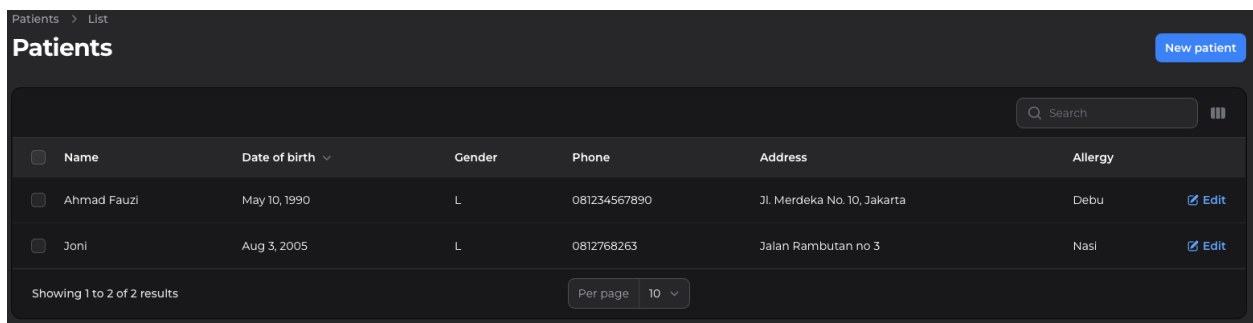 Patients > List
Patients
New patient
Search
Name Date of birth Gender Phone Address Allergy
Ahmad Fauzi May 10, 1990 L 081234567890 Jl. Merdeka No. 10, Jakarta Debu Edit
Joni Aug 3, 2005 L 0812768263 Jalan Rambutan no 3 Nasi Edit
Showing 1 to 2 of 2 results Per page 10